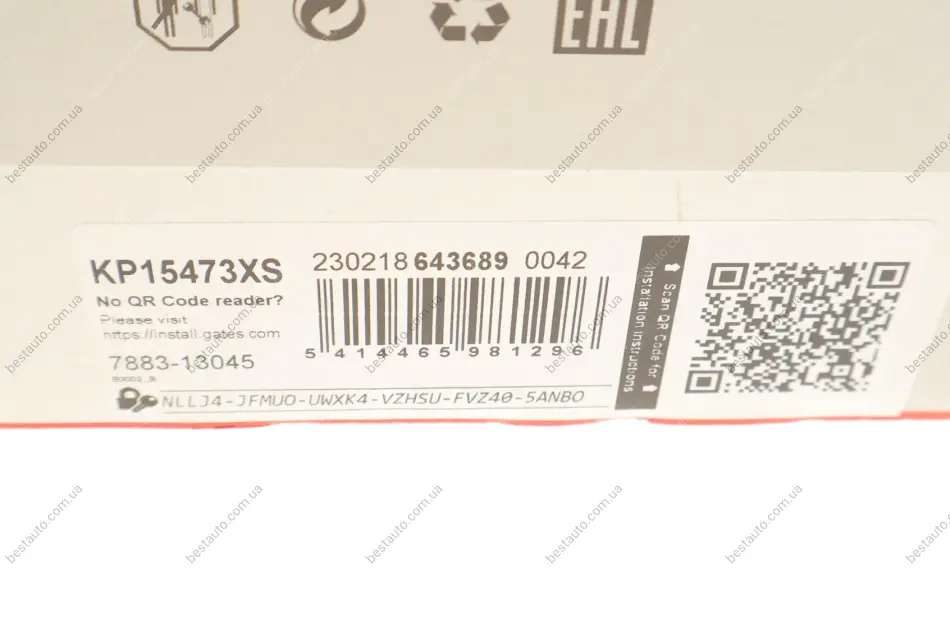 EAC
KP15473XS
230218 643689 0042
No QR Code reader?
Please visit
https://install.gates.com
5 414465 981296
7883-13045
NLLJ4-JFMUO-UWXK4-VZHSU-FVZ40-5ANBO
Scan QR Code for
Installation instructions
bestauto.com.ua